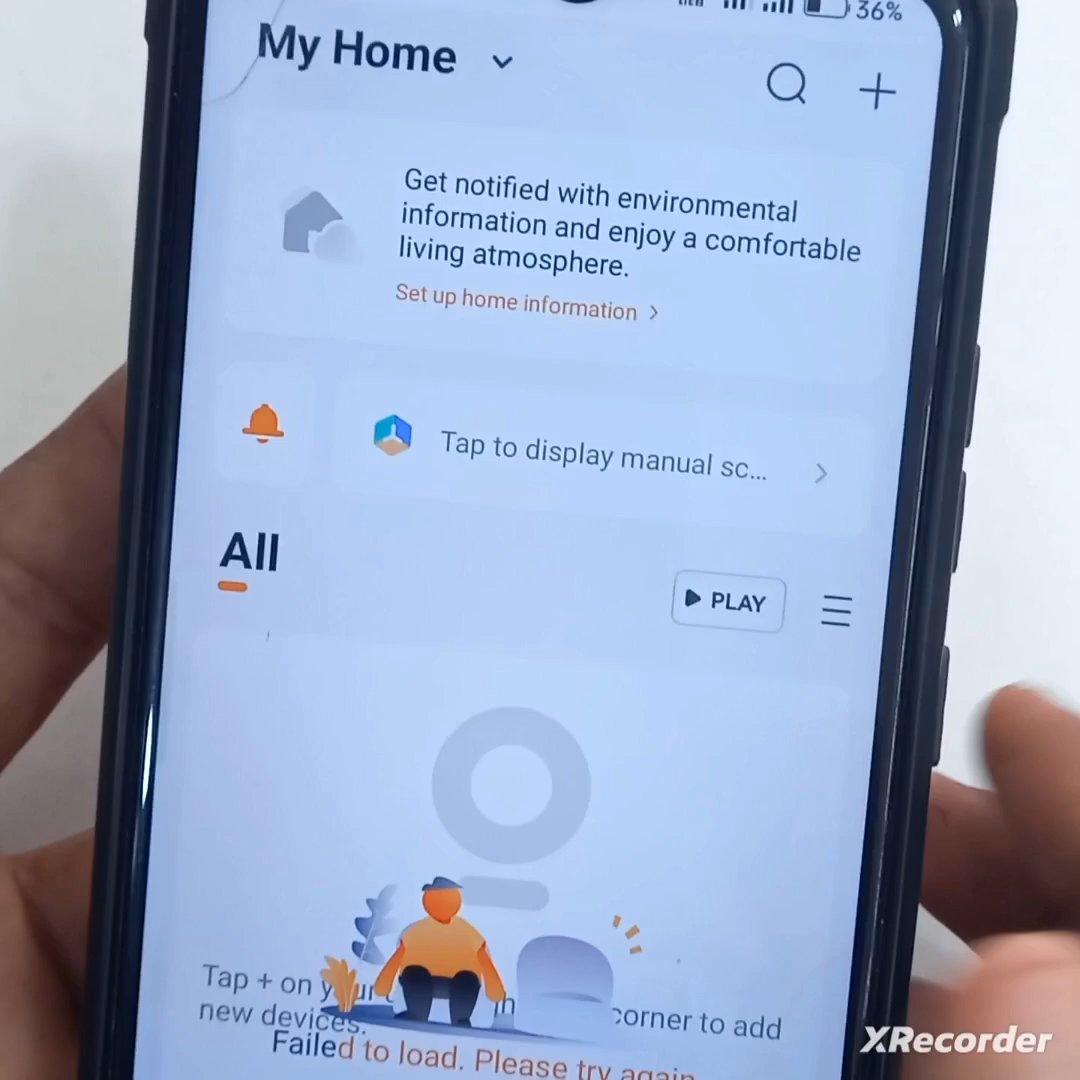 36%
My Home
Get notified with environmental
information and enjoy a comfortable
living atmosphere.
Set up home information >
Tap to display manual sc...
All
PLAY
Tap + on corner to add
new devices.
Failed to load. Please try again
XRecorder